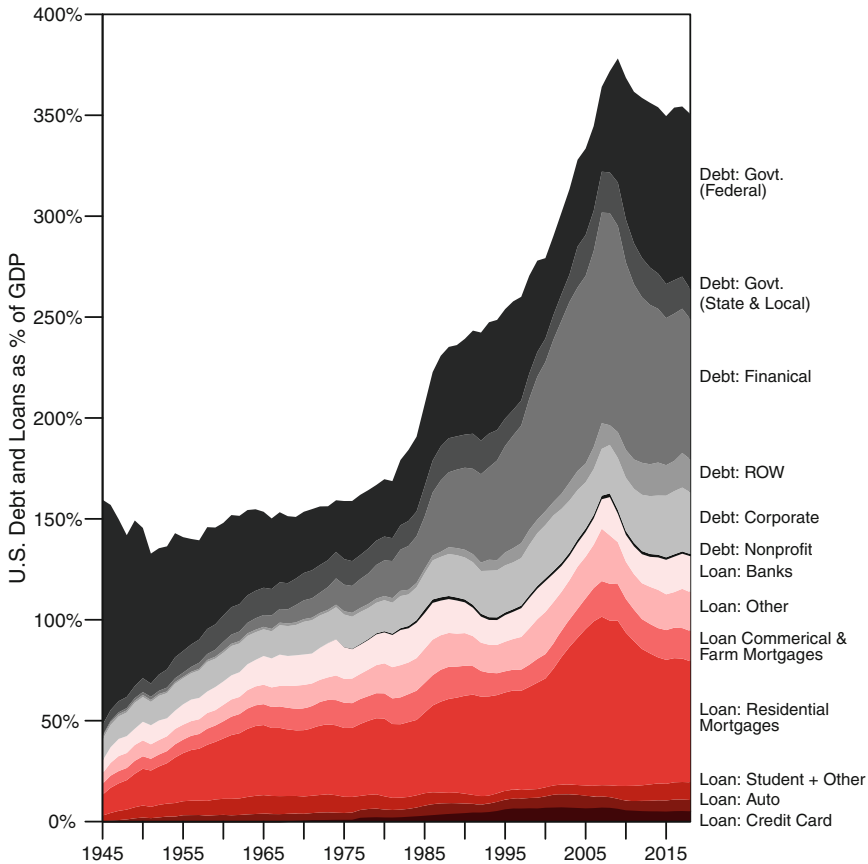 400%
350%
300%
250%
200%
150%
100%
50%
0%
U.S. Debt and Loans as % of GDP
1945
1955
1965
1975
1985
1995
2005
2015
Debt: Govt.
(Federal)
Debt: Govt.
(State & Local)
Debt: Finanical
Debt: ROW
Debt: Corporate
Debt: Nonprofit
Loan: Banks
Loan: Other
Loan Commerical &
Farm Mortgages
Loan: Residential
Mortgages
Loan: Student + Other
Loan: Auto
Loan: Credit Card